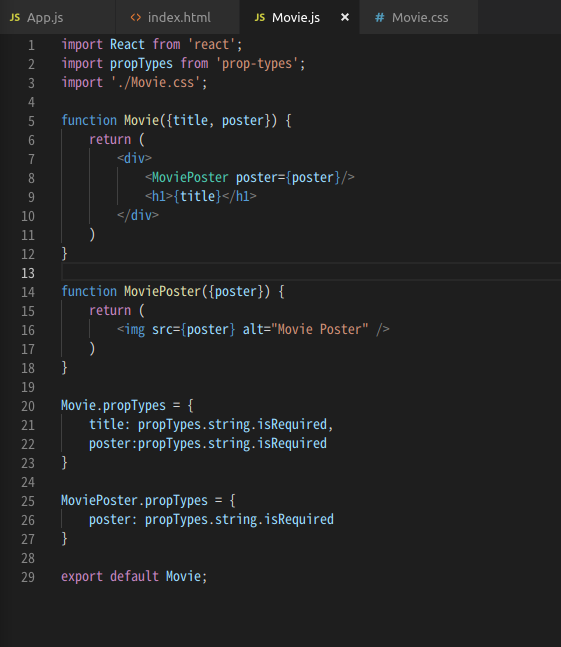 JS App.js <> index.html JS Movie.js × # Movie.css
1 import React from 'react';
2 import propTypes from 'prop-types';
3 import './Movie.css';
4
5 function Movie({title, poster}) {
6     return (
7         <div>
8             <MoviePoster poster={poster}/>
9             <h1>{title}</h1>
10         </div>
11     )
12 }
13
14 function MoviePoster({poster}) {
15     return (
16         <img src={poster} alt="Movie Poster" />
17     )
18 }
19
20 Movie.propTypes = {
21     title: propTypes.string.isRequired,
22     poster:propTypes.string.isRequired
23 }
24
25 MoviePoster.propTypes = {
26     poster: propTypes.string.isRequired
27 }
28
29 export default Movie;